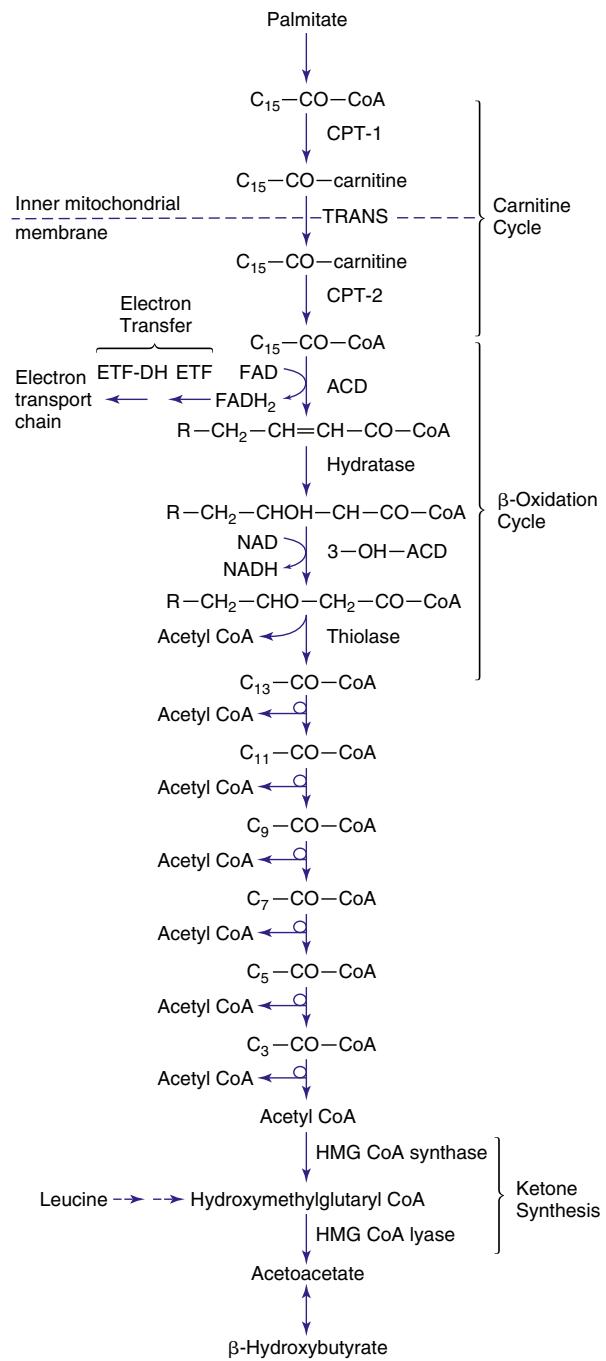 Palmitate
C₁₅—CO—CoA
CPT-1
C₁₅—CO—carnitine
Inner mitochondrial
membrane
TRANS
Carnitine
Cycle
C₁₅—CO—carnitine
CPT-2
C₁₅—CO—CoA
Electron
Transfer
ETF-DH ETF
Electron
transport
chain
FAD
FADH₂
ACD
R—CH₂—CH=CH—CO—CoA
Hydratase
R—CH₂—CHOH—CH—CO—CoA
β-Oxidation
Cycle
NAD
NADH
3—OH—ACD
R—CH₂—CHO—CH₂—CO—CoA
Acetyl CoA
Thiolase
C₁₃—CO—CoA
Acetyl CoA
C₁₁—CO—CoA
Acetyl CoA
C₉—CO—CoA
Acetyl CoA
C₇—CO—CoA
Acetyl CoA
C₅—CO—CoA
Acetyl CoA
C₃—CO—CoA
Acetyl CoA
Acetyl CoA
HMG CoA synthase
Leucine
Hydroxymethylglutaryl CoA
Ketone
Synthesis
HMG CoA lyase
Acetoacetate
β-Hydroxybutyrate